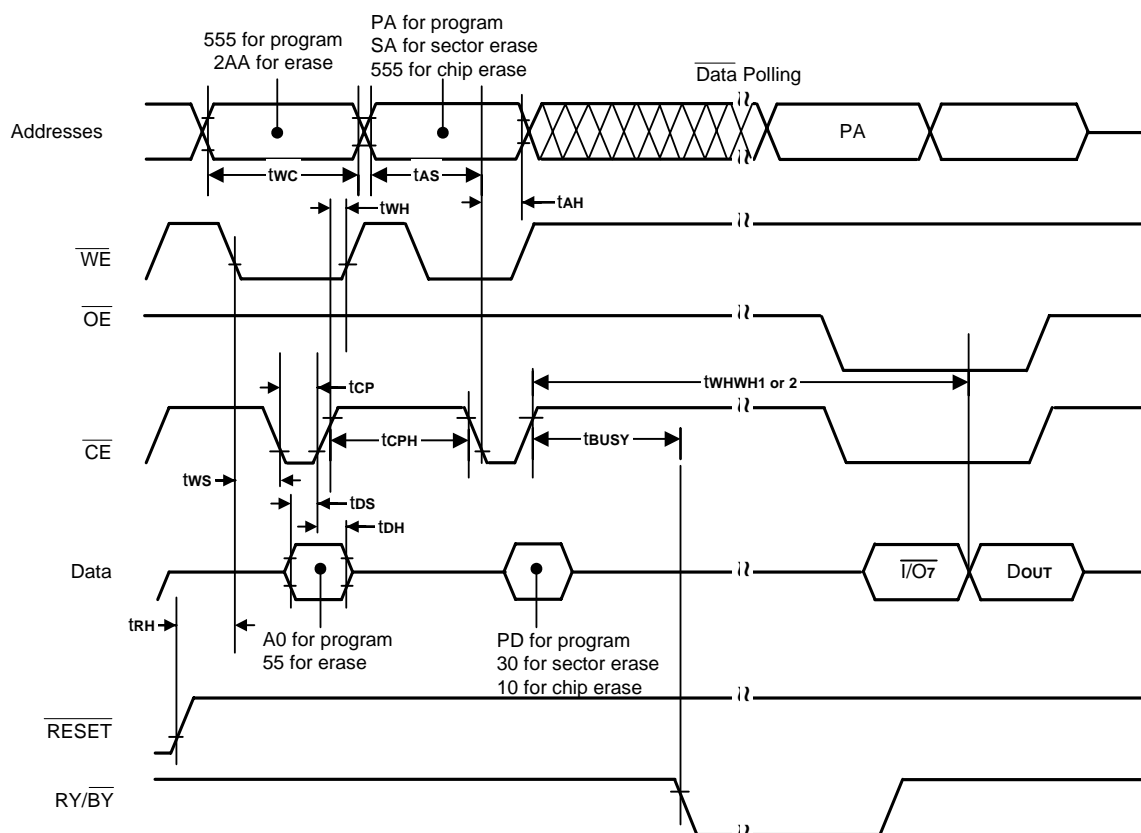 555 for program
2AA for erase
PA for program
SA for sector erase
555 for chip erase
Data Polling
Addresses
PA
tWC
tAS
tAH
tWH
WE
OE
tWHWH1 or 2
tCP
CE
tCPH
tBUSY
tWS
tDS
tDH
Data
I/O7
DOUT
tRH
A0 for program
55 for erase
PD for program
30 for sector erase
10 for chip erase
RESET
RY/BY